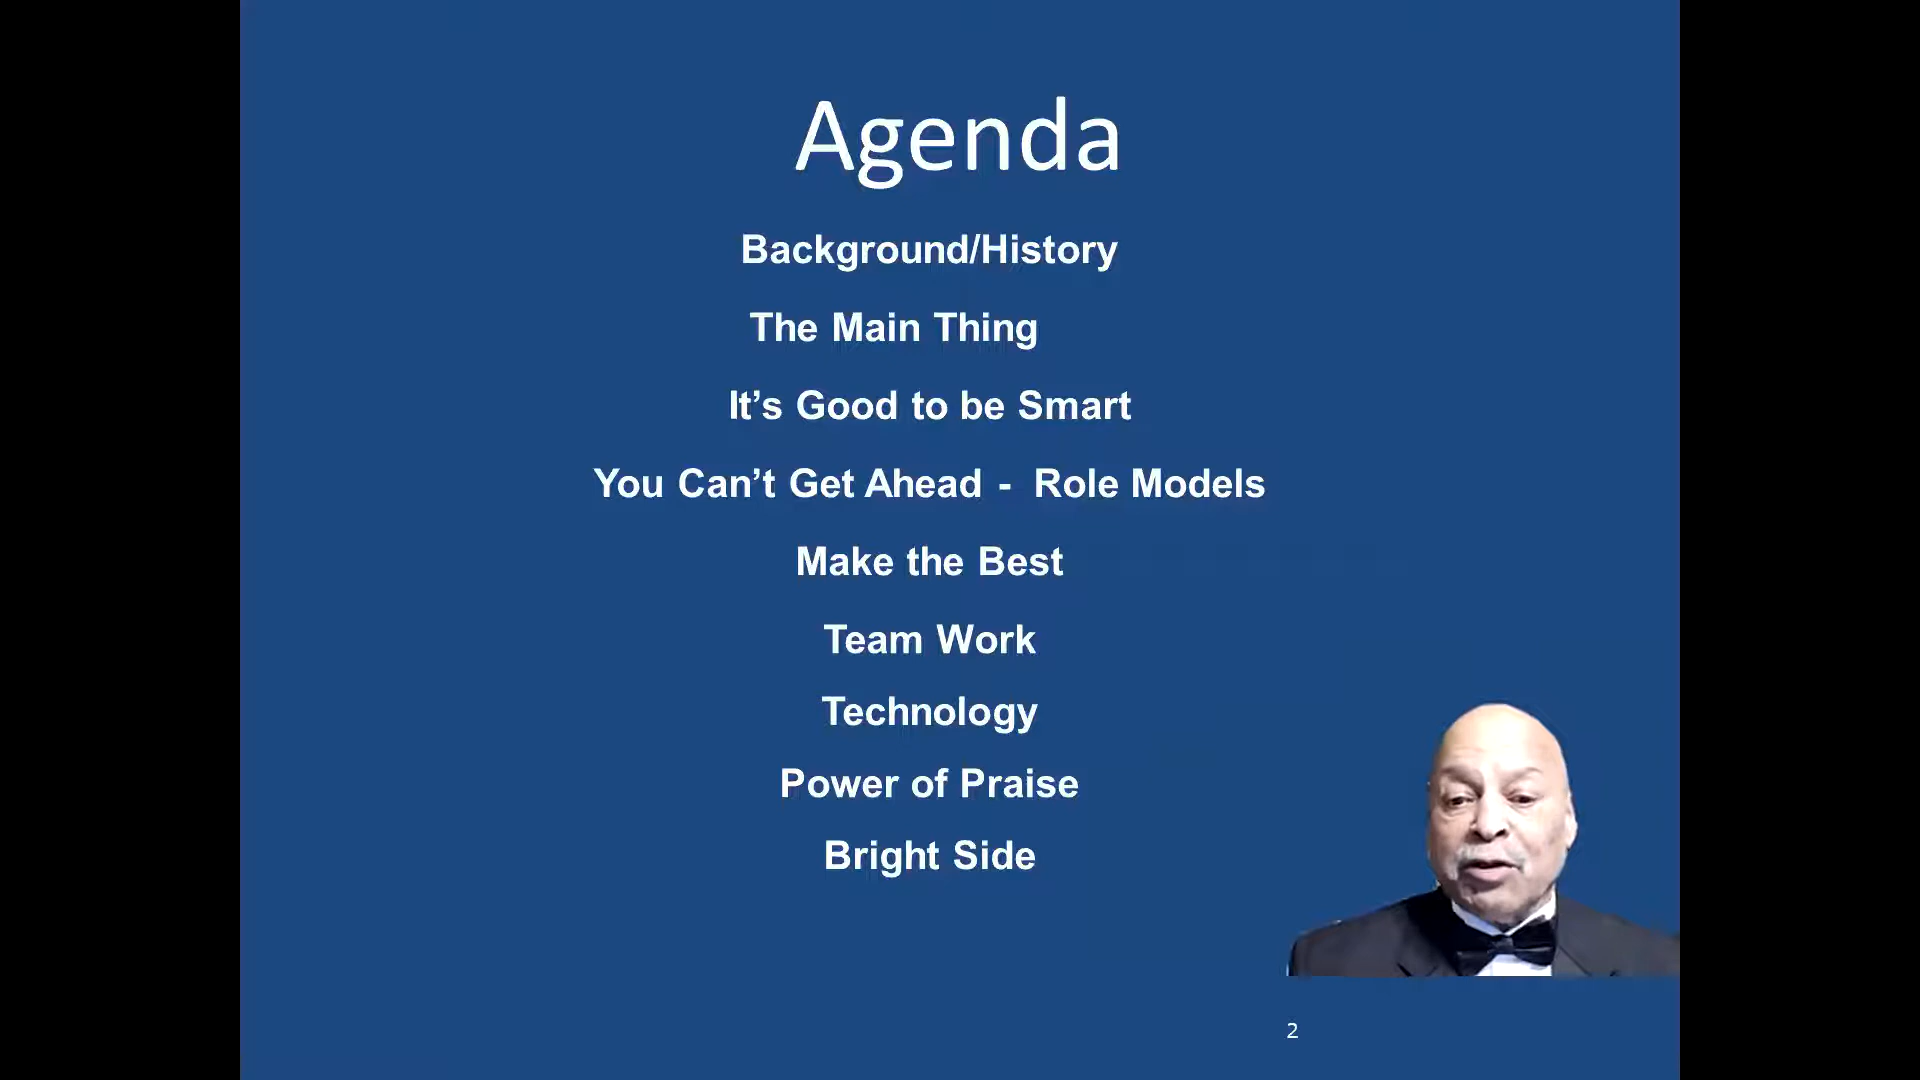 Agenda
Background/History
The Main Thing
It’s Good to be Smart
You Can’t Get Ahead - Role Models
Make the Best
Team Work
Technology
Power of Praise
Bright Side
2